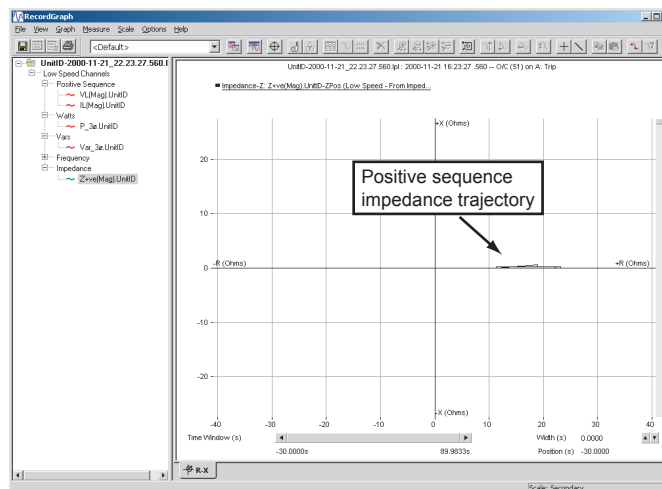 RecordGraph
File View Graph Measure Scale Options Help
<Default>
UnitID-2000-11-21_22.23.27.560.l
Low Speed Channels
Positive Sequence
VL(Mag).UnitID
IL(Mag).UnitID
Watts
P_3ø.UnitID
Vars
Var_3ø.UnitID
Frequency
Impedance
Z+ve(Mag).UnitID
UnitID-2000-11-21_22.23.27.560.lpl : 2000-11-21 16:23:27 .560 -- O/C (51) on A: Trip
Impedance-Z: Z+ve(Mag).UnitID-ZPos (Low Speed - From Imped...
+X (Ohms)
20
Positive sequence
impedance trajectory
10
-R (Ohms)
+R (Ohms)
0
-10
-20
-X (Ohms)
-40 -30 -20 -10 0 10 20 30 40
Time Window (s)
Width (s) 0.0000
-30.0000s 89.9833s Position (s) -30.0000
R-X
Scale: Secondary